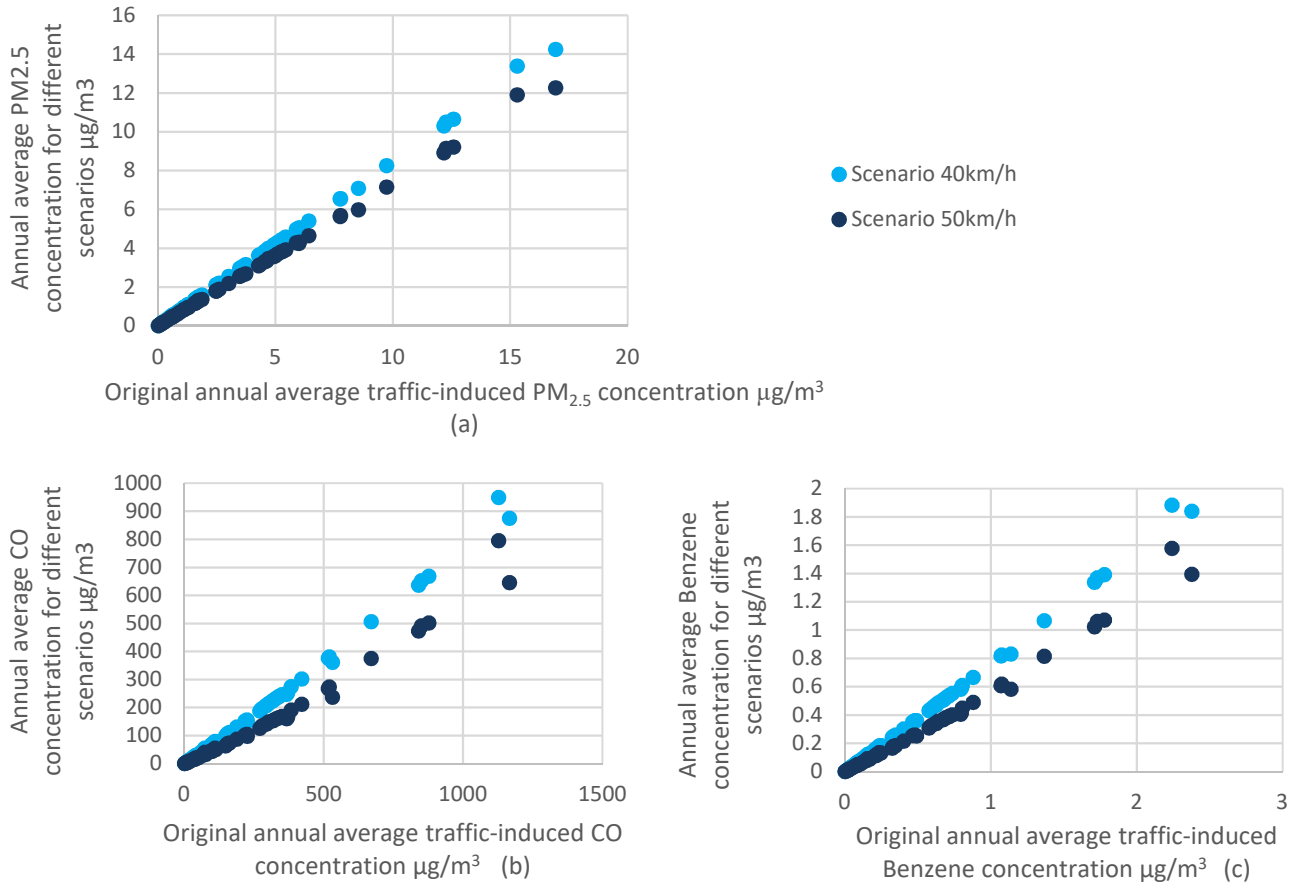 Annual average PM2.5
concentration for different
scenarios µg/m3
16
14
12
10
8
6
4
2
0
0 5 10 15 20
Original annual average traffic-induced PM2.5 concentration µg/m³
(a)
Scenario 40km/h
Scenario 50km/h
Annual average CO
concentration for different
scenarios µg/m3
1000
900
800
700
600
500
400
300
200
100
0
0 500 1000 1500
Original annual average traffic-induced CO
concentration µg/m³ (b)
Annual average Benzene
concentration for different
scenarios µg/m3
2
1.8
1.6
1.4
1.2
1
0.8
0.6
0.4
0.2
0
0 1 2 3
Original annual average traffic-induced
Benzene concentration µg/m³ (c)